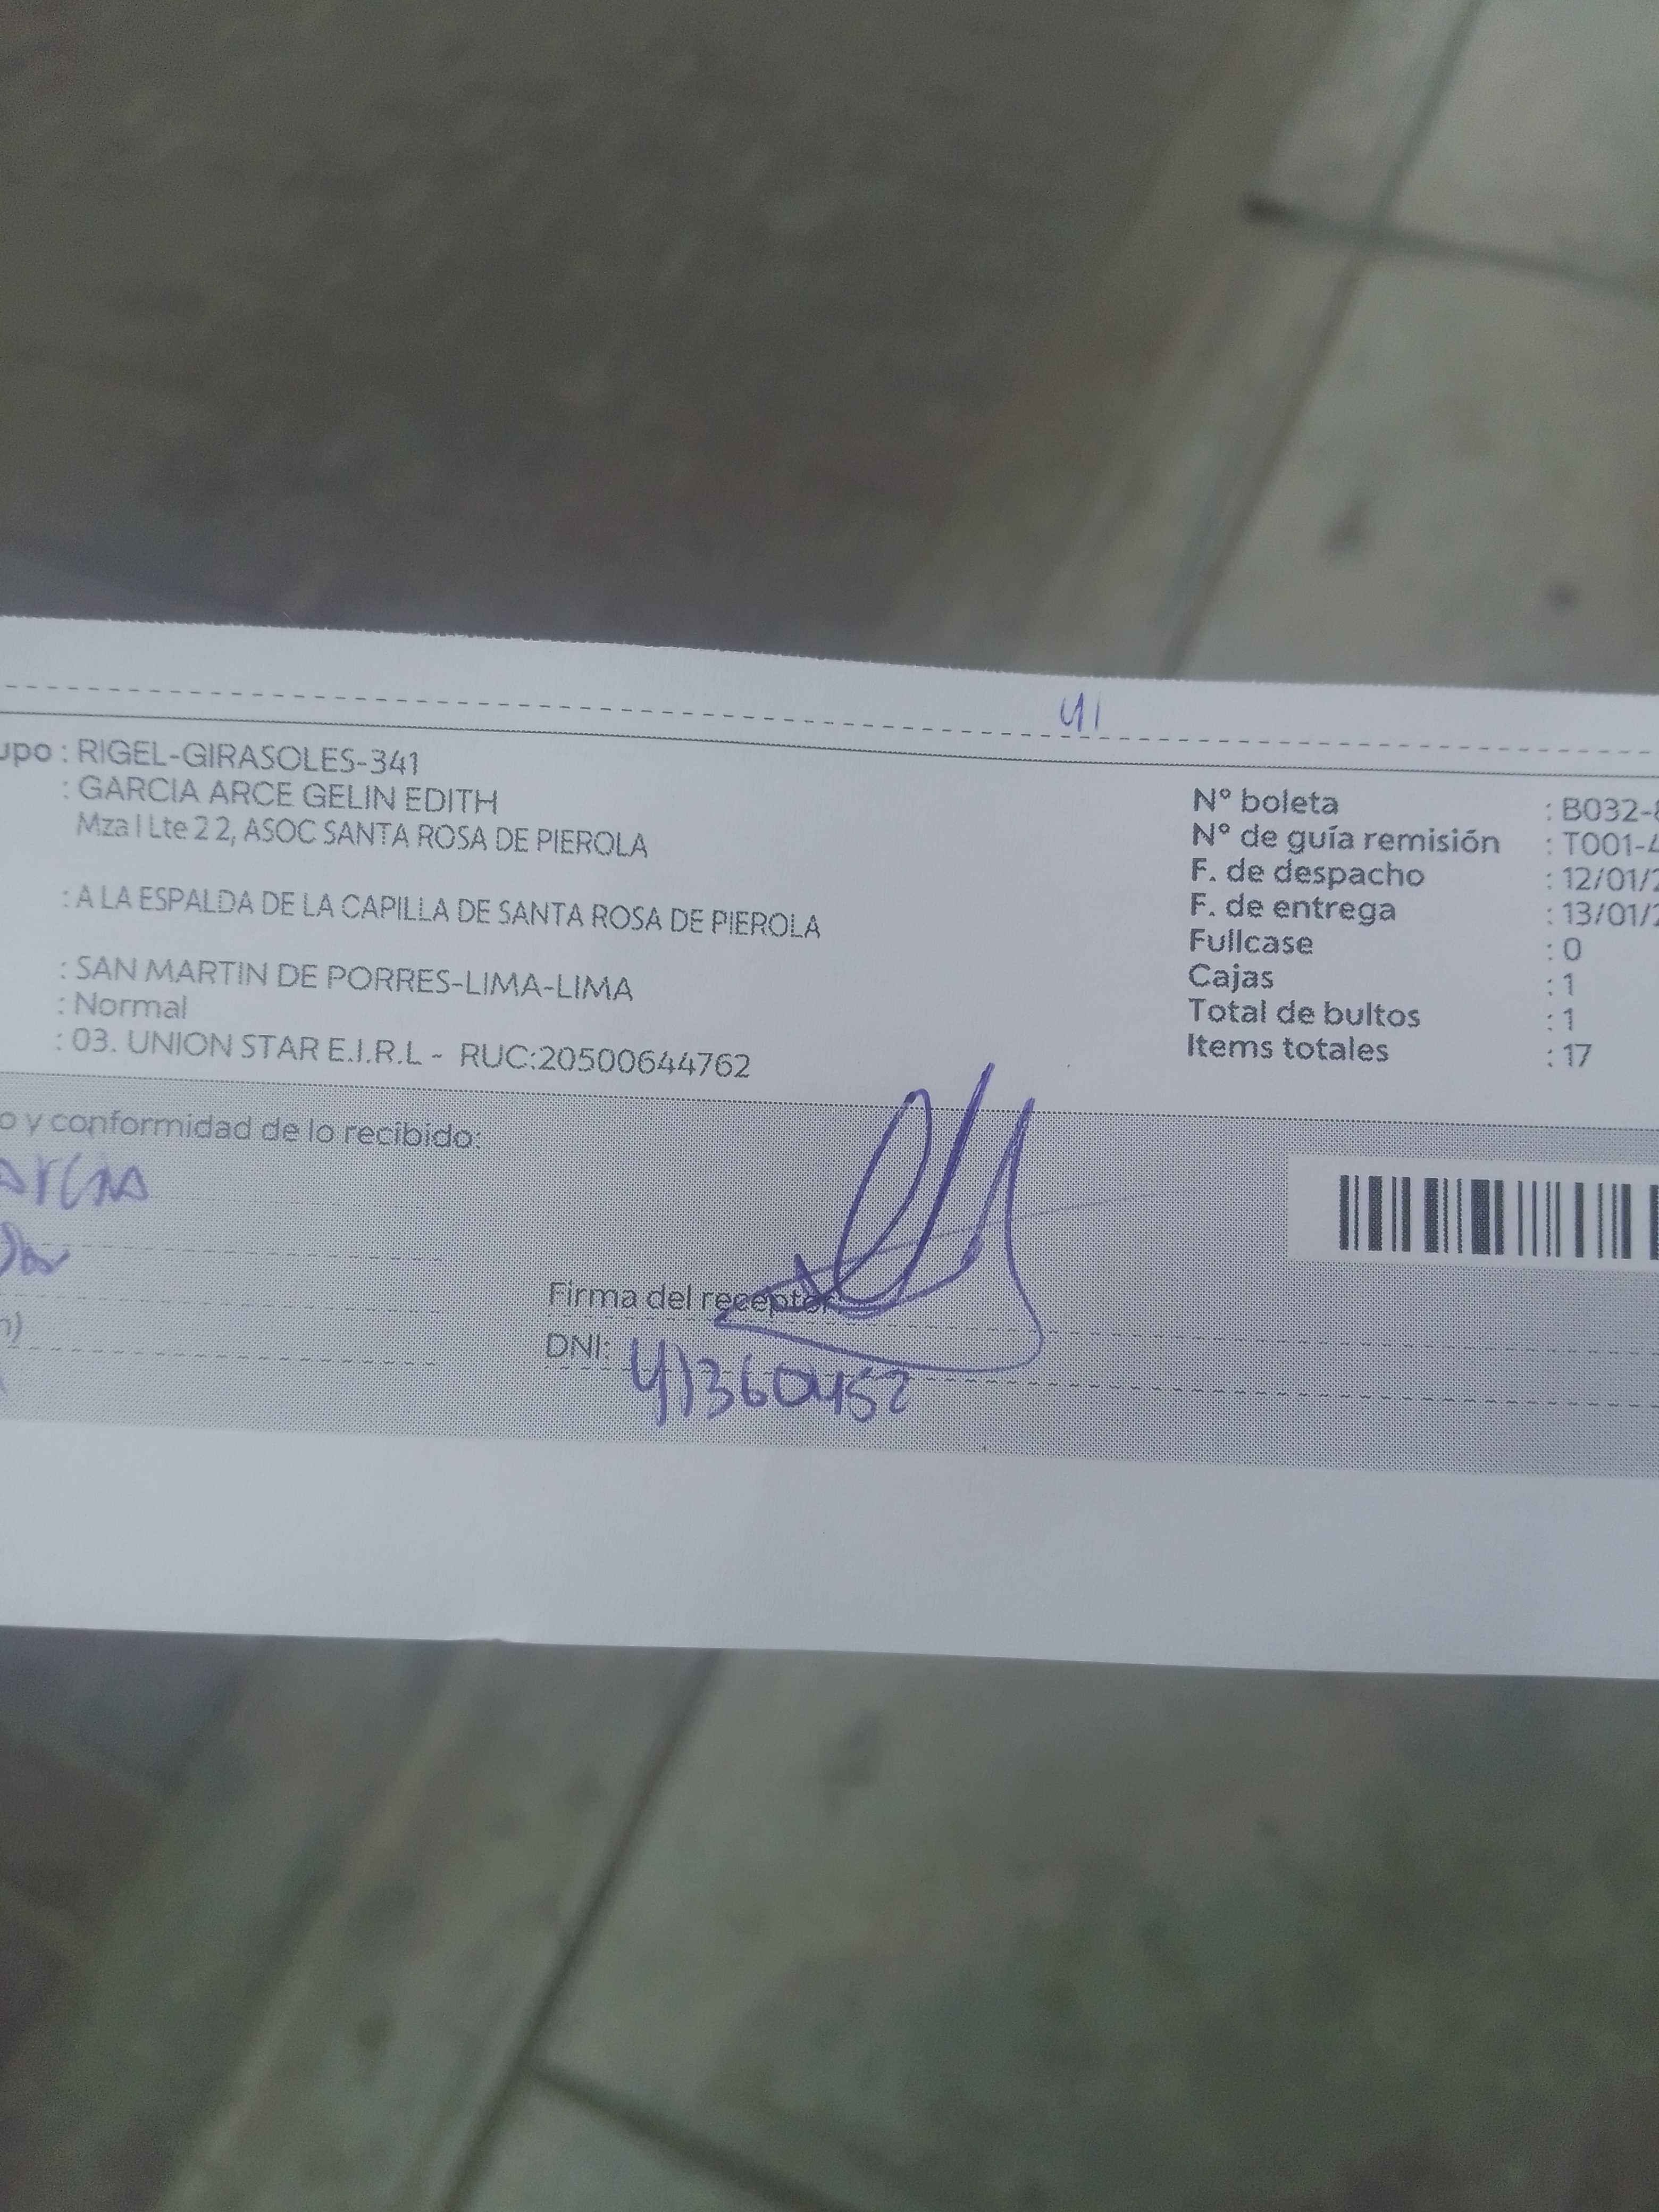 41
upo : RIGEL-GIRASOLES-341
: GARCIA ARCE GELIN EDITH
Mza I Lte 2 2, ASOC SANTA ROSA DE PIEROLA
: A LA ESPALDA DE LA CAPILLA DE SANTA ROSA DE PIEROLA
: SAN MARTIN DE PORRES-LIMA-LIMA
: Normal
: 03. UNION STAR E.I.R.L - RUC:20500644762
N° boleta : B032-
N° de guía remisión : T001-4
F. de despacho : 12/01/2
F. de entrega : 13/01/2
Fullcase : 0
Cajas : 1
Total de bultos : 1
Items totales : 17
o y conformidad de lo recibido:
Firma del receptor
DNI: 41360452